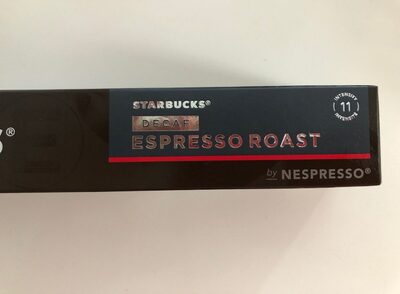 STARBUCKS®
DECAF
ESPRESSO ROAST
INTENSITY
11
INTENSITÉ
S®
by NESPRESSO®